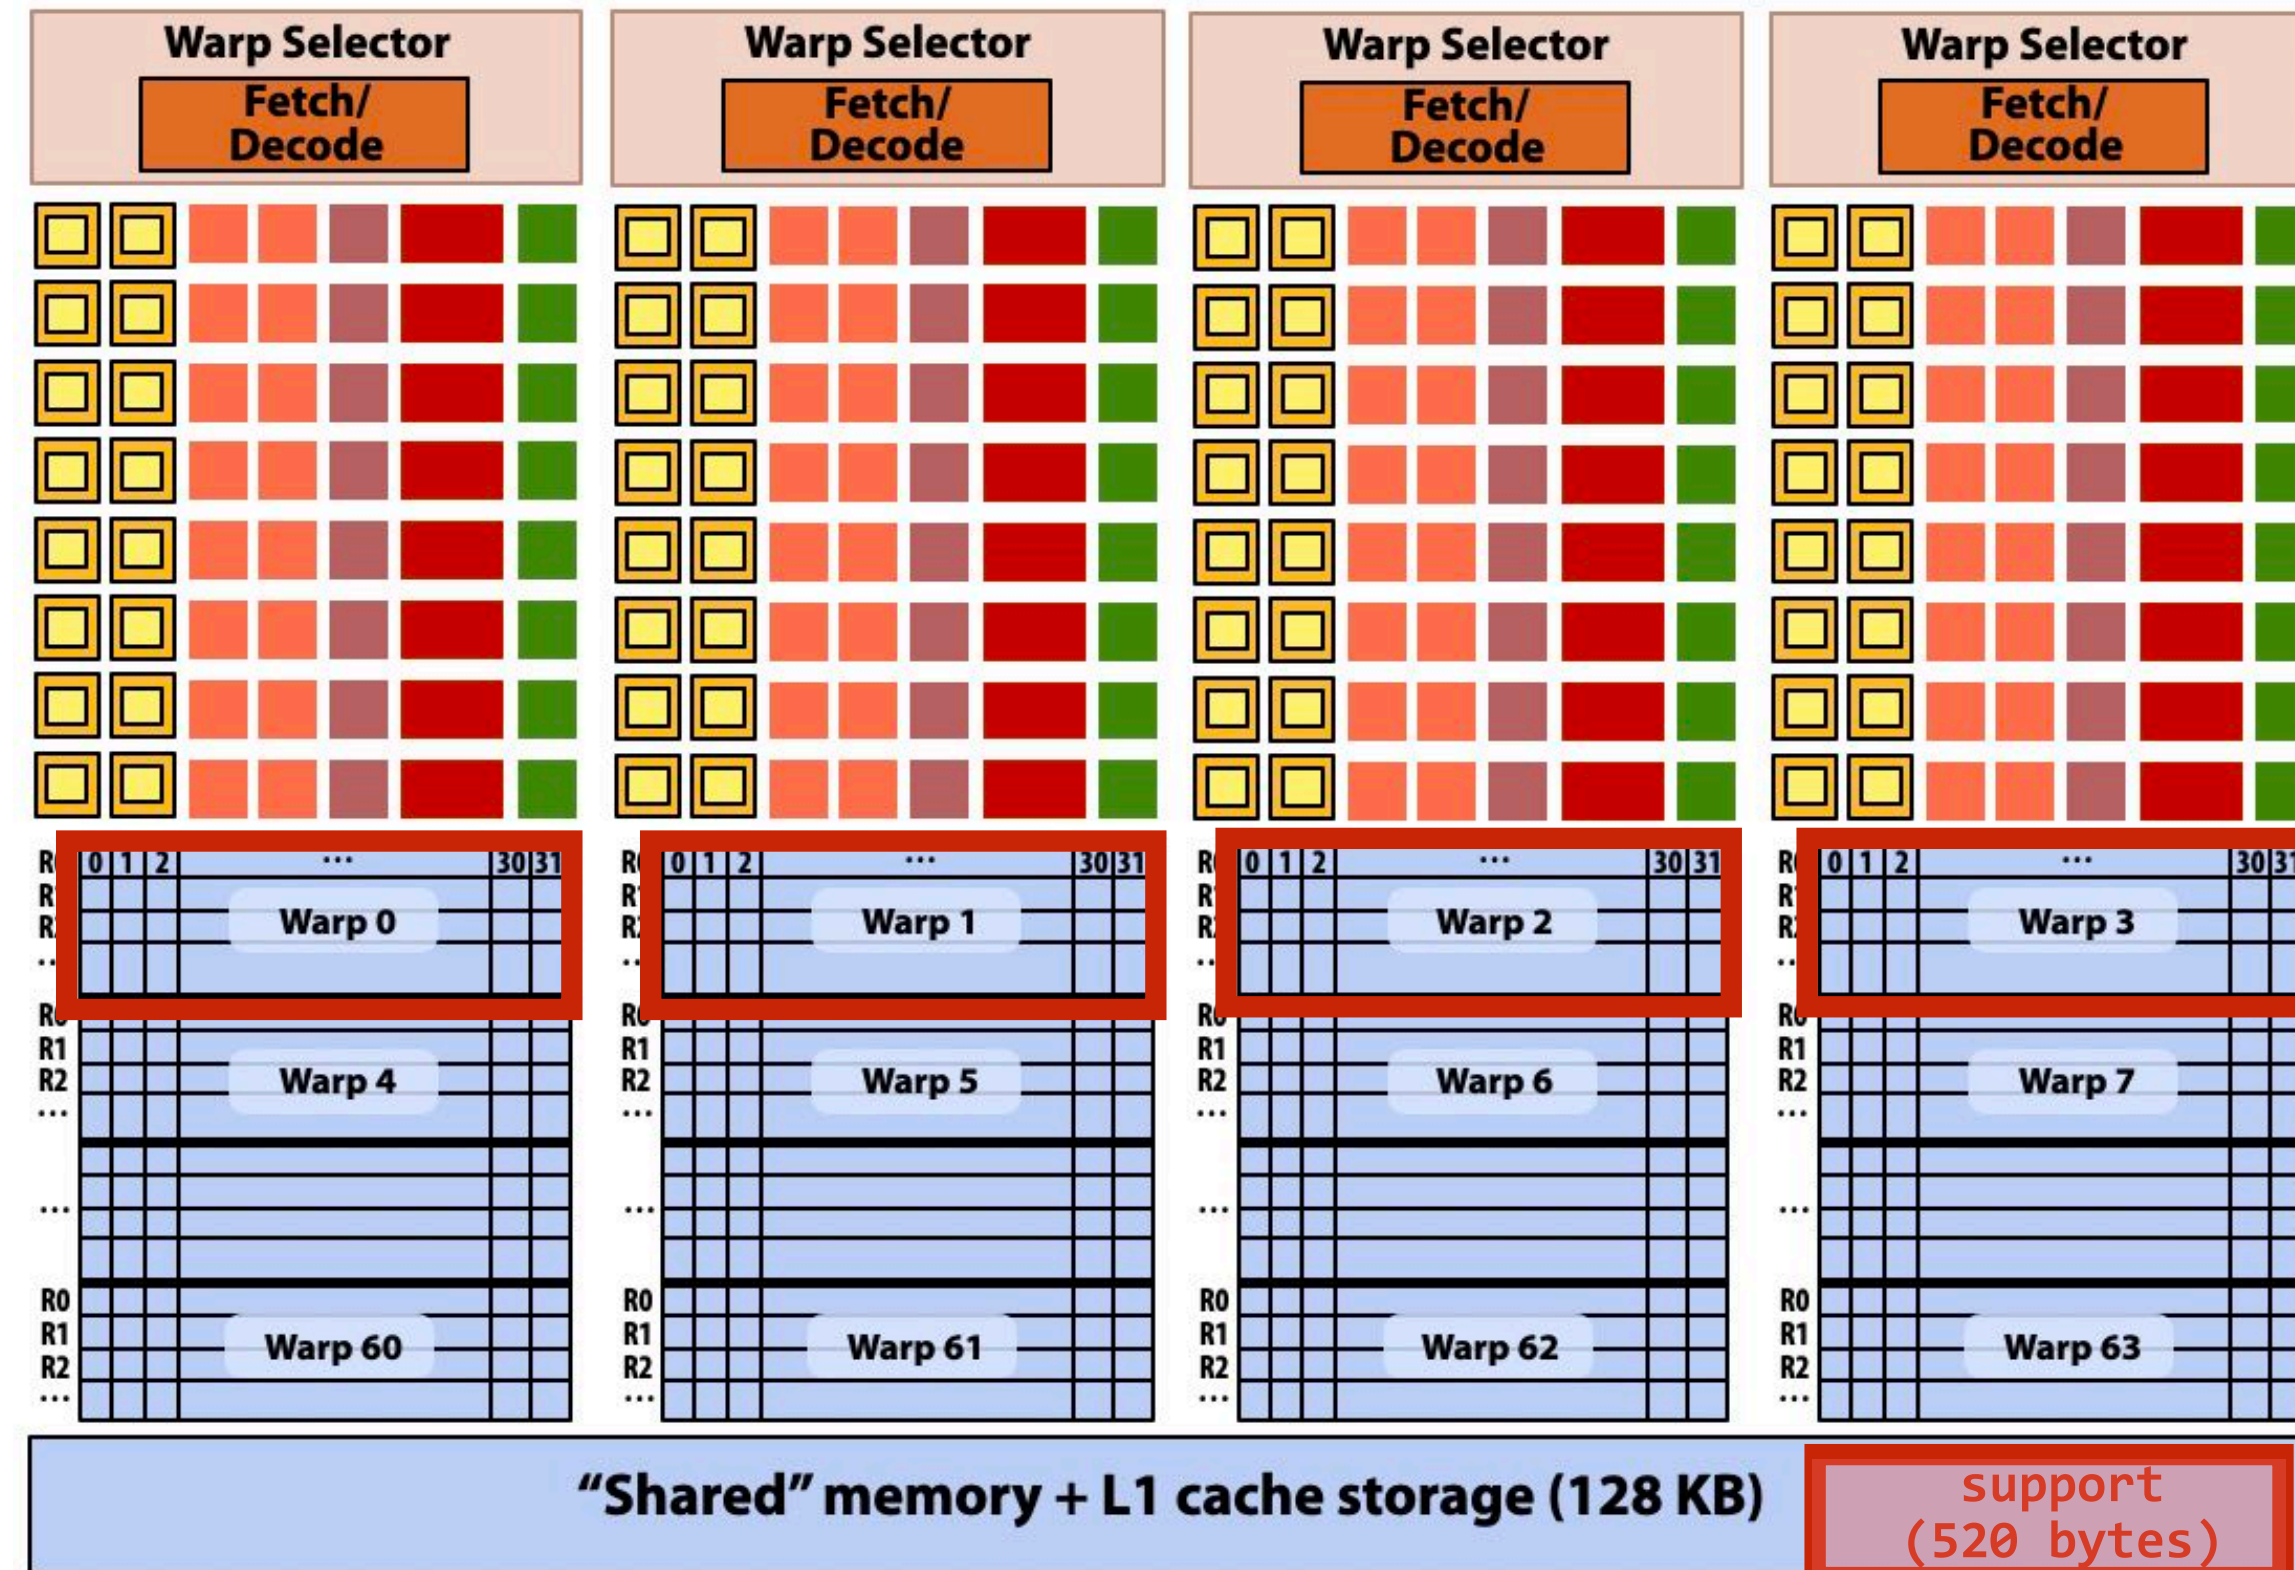 Warp Selector
Fetch/
Decode
Warp Selector
Fetch/
Decode
Warp Selector
Fetch/
Decode
Warp Selector
Fetch/
Decode
R 0 1 2 ... 30 31
R
R Warp 0
..
R0
R1
R2 Warp 4
...
...
R0
R1
R2 Warp 60
...
R 0 1 2 ... 30 31
R
R Warp 1
..
R0
R1
R2 Warp 5
...
...
R0
R1
R2 Warp 61
...
R 0 1 2 ... 30 31
R
R Warp 2
..
R0
R1
R2 Warp 6
...
...
R0
R1
R2 Warp 62
...
R 0 1 2 ... 30 31
R
R Warp 3
..
R0
R1
R2 Warp 7
...
...
R0
R1
R2 Warp 63
...
“Shared” memory + L1 cache storage (128 KB)
support
(520 bytes)